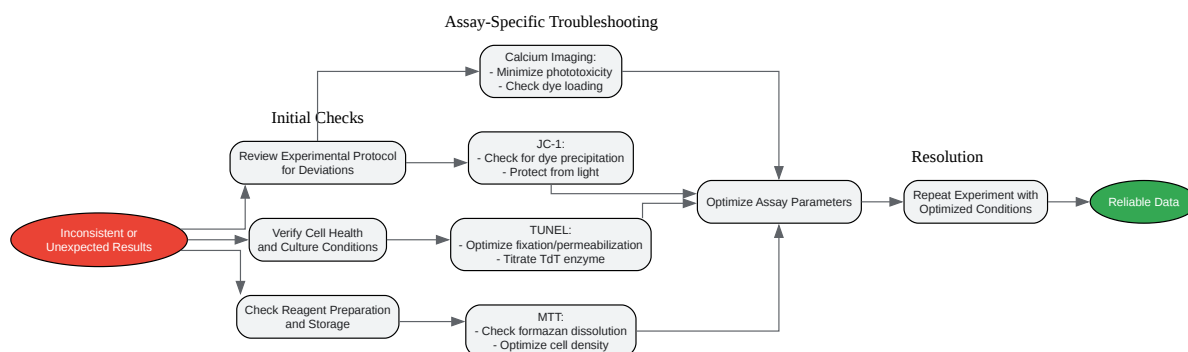 Assay-Specific Troubleshooting
Calcium Imaging:
- Minimize phototoxicity
- Check dye loading
Initial Checks
Review Experimental Protocol
for Deviations
JC-1:
- Check for dye precipitation
- Protect from light
Resolution
Optimize Assay Parameters
Repeat Experiment with
Optimized Conditions
Reliable Data
Inconsistent or
Unexpected Results
Verify Cell Health
and Culture Conditions
TUNEL:
- Optimize fixation/permeabilization
- Titrate TdT enzyme
Check Reagent Preparation
and Storage
MTT:
- Check formazan dissolution
- Optimize cell density